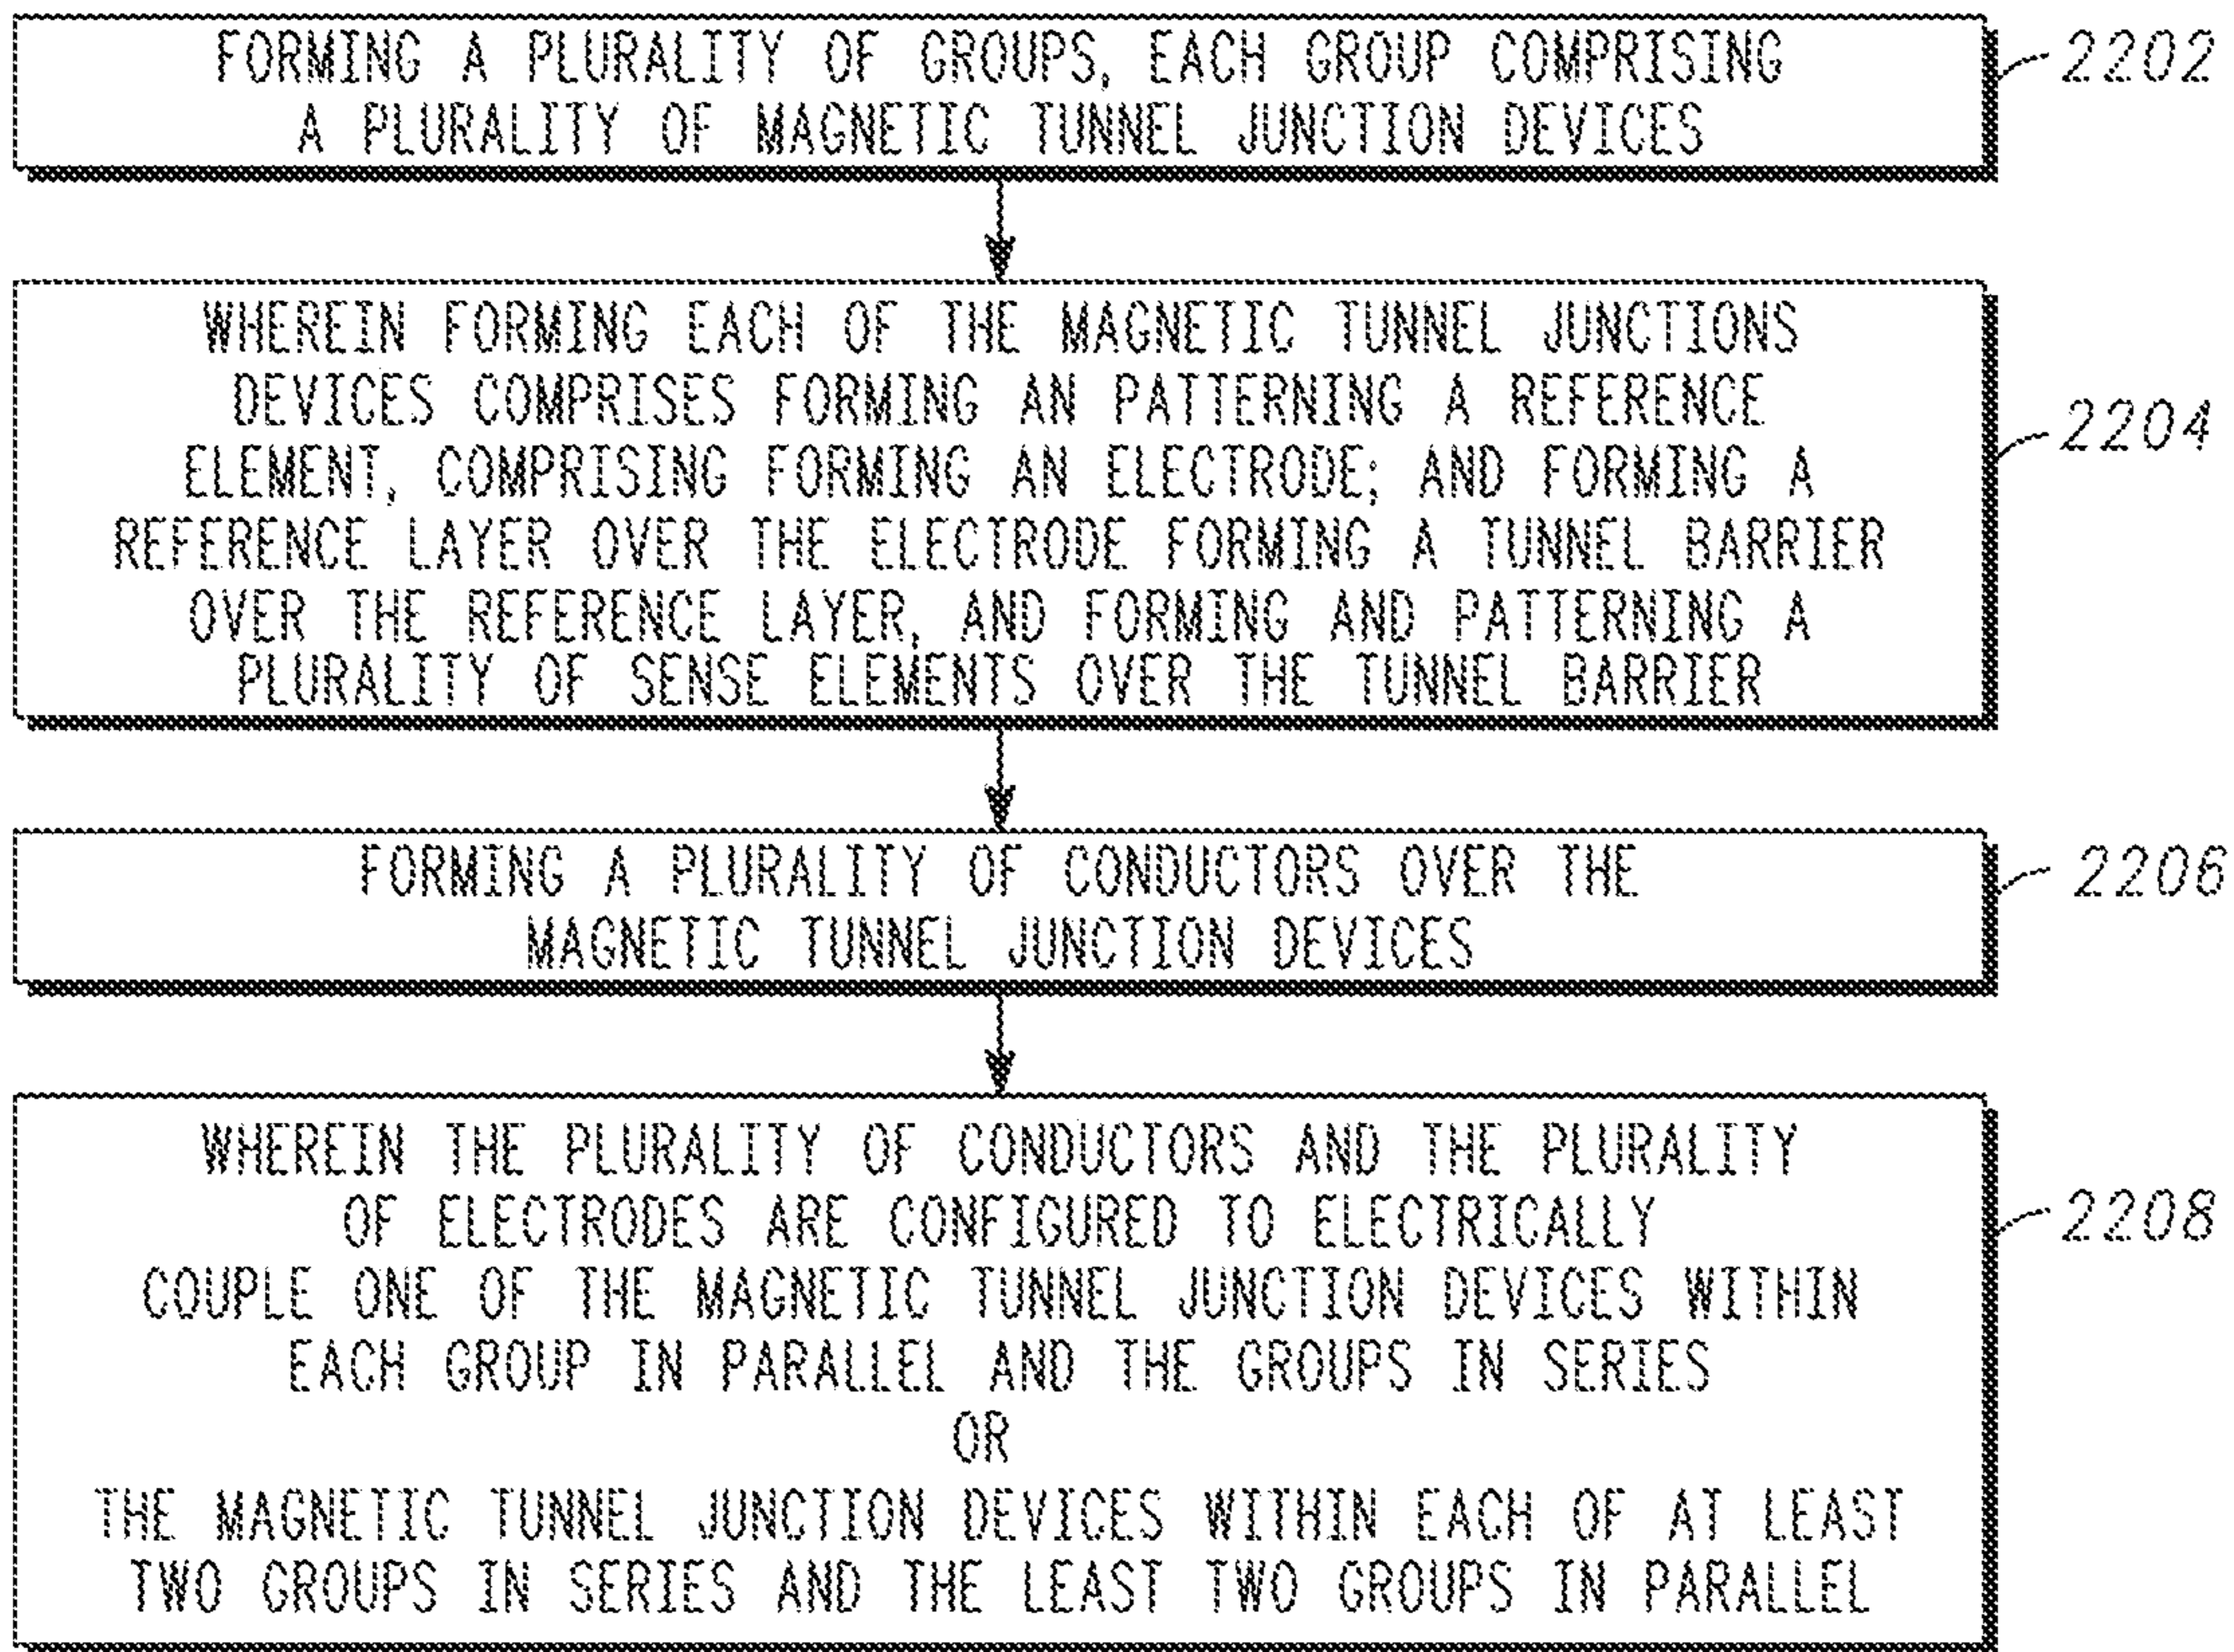 FORMING A PLURALITY OF GROUPS, EACH GROUP COMPRISING
A PLURALITY OF MAGNETIC TUNNEL JUNCTION DEVICES
2202
WHEREIN FORMING EACH OF THE MAGNETIC TUNNEL JUNCTIONS
DEVICES COMPRISES FORMING AN PATTERNING A REFERENCE
ELEMENT, COMPRISING FORMING AN ELECTRODE; AND FORMING A
REFERENCE LAYER OVER THE ELECTRODE FORMING A TUNNEL BARRIER
OVER THE REFERENCE LAYER, AND FORMING AND PATTERNING A
PLURALITY OF SENSE ELEMENTS OVER THE TUNNEL BARRIER
2204
FORMING A PLURALITY OF CONDUCTORS OVER THE
MAGNETIC TUNNEL JUNCTION DEVICES
2206
WHEREIN THE PLURALITY OF CONDUCTORS AND THE PLURALITY
OF ELECTRODES ARE CONFIGURED TO ELECTRICALLY
COUPLE ONE OF THE MAGNETIC TUNNEL JUNCTION DEVICES WITHIN
EACH GROUP IN PARALLEL AND THE GROUPS IN SERIES
OR
THE MAGNETIC TUNNEL JUNCTION DEVICES WITHIN EACH OF AT LEAST
TWO GROUPS IN SERIES AND THE LEAST TWO GROUPS IN PARALLEL
2208